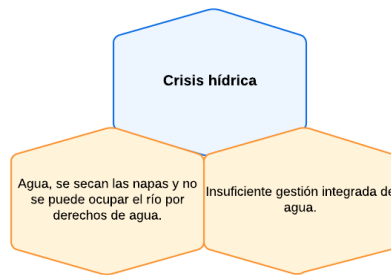 Crisis hídrica
Agua, se secan las napas y no
se puede ocupar el río por
derechos de agua.
Insuficiente gestión integrada de
agua.